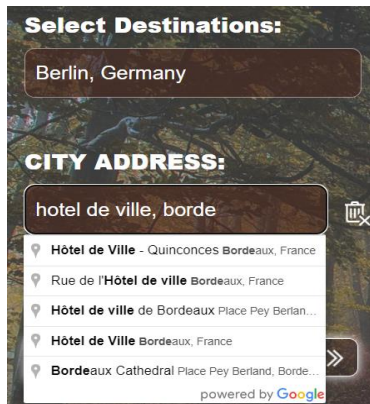 Select Destinations:
Berlin, Germany
CITY ADDRESS:
hotel de ville, borde
Hôtel de Ville - Quinconces Bordeaux, France
Rue de l'Hôtel de ville Bordeaux, France
Hôtel de ville de Bordeaux Place Pey Berlan...
Hôtel de Ville Bordeaux, France
Bordeaux Cathedral Place Pey Berland, Borde...
powered by Google